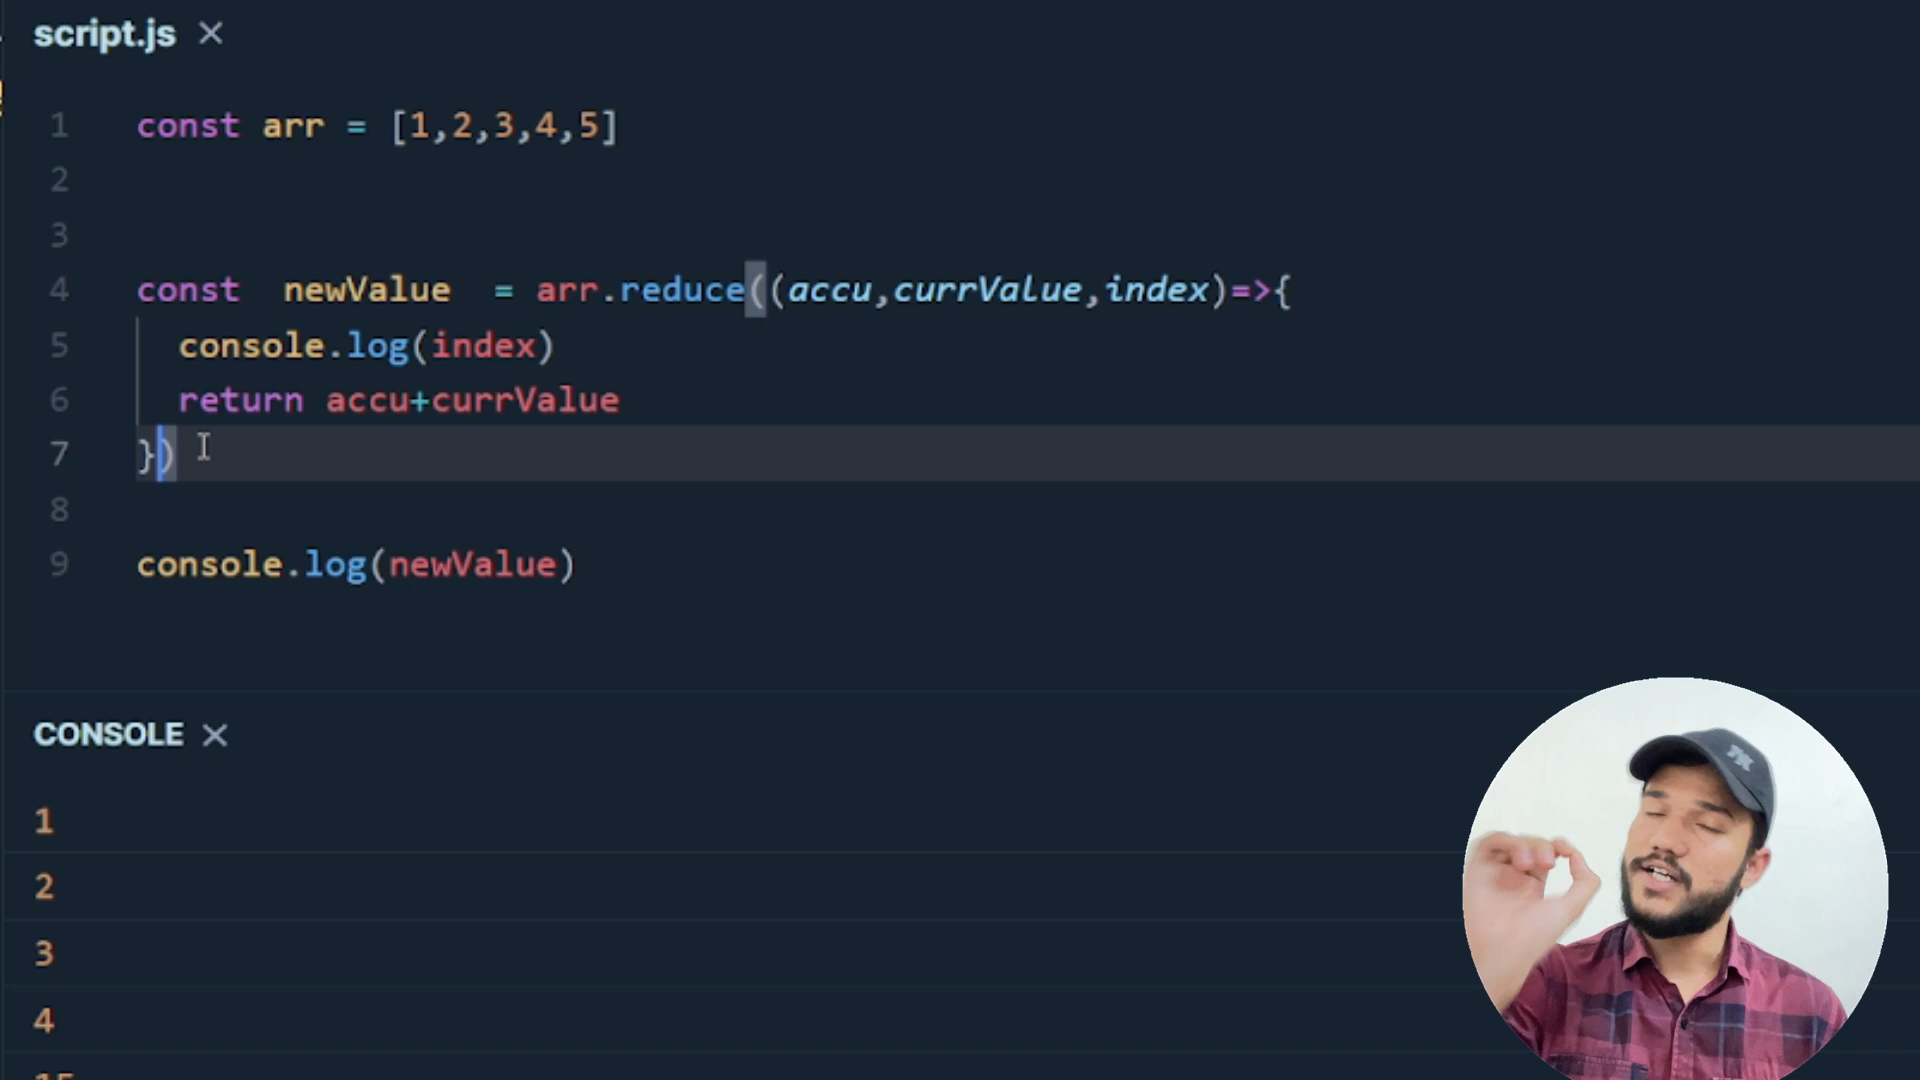 script.js
1 const arr = [1,2,3,4,5]
2
3
4 const newValue = arr.reduce((accu,currValue,index)=>{
5 console.log(index)
6 return accu+currValue
7 })
8
9 console.log(newValue)
CONSOLE
1
2
3
4